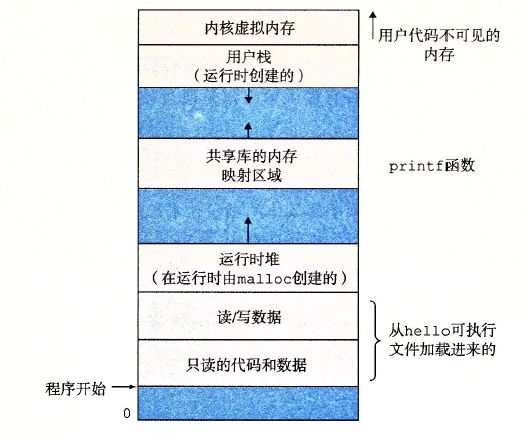 内核虚拟内存
用户代码不可见的
内存
用户栈
（运行时创建的）
共享库的内存
映射区域
printf函数
运行时堆
（在运行时由malloc创建的）
读/写数据
从hello可执行
文件加载进来的
只读的代码和数据
程序开始
0